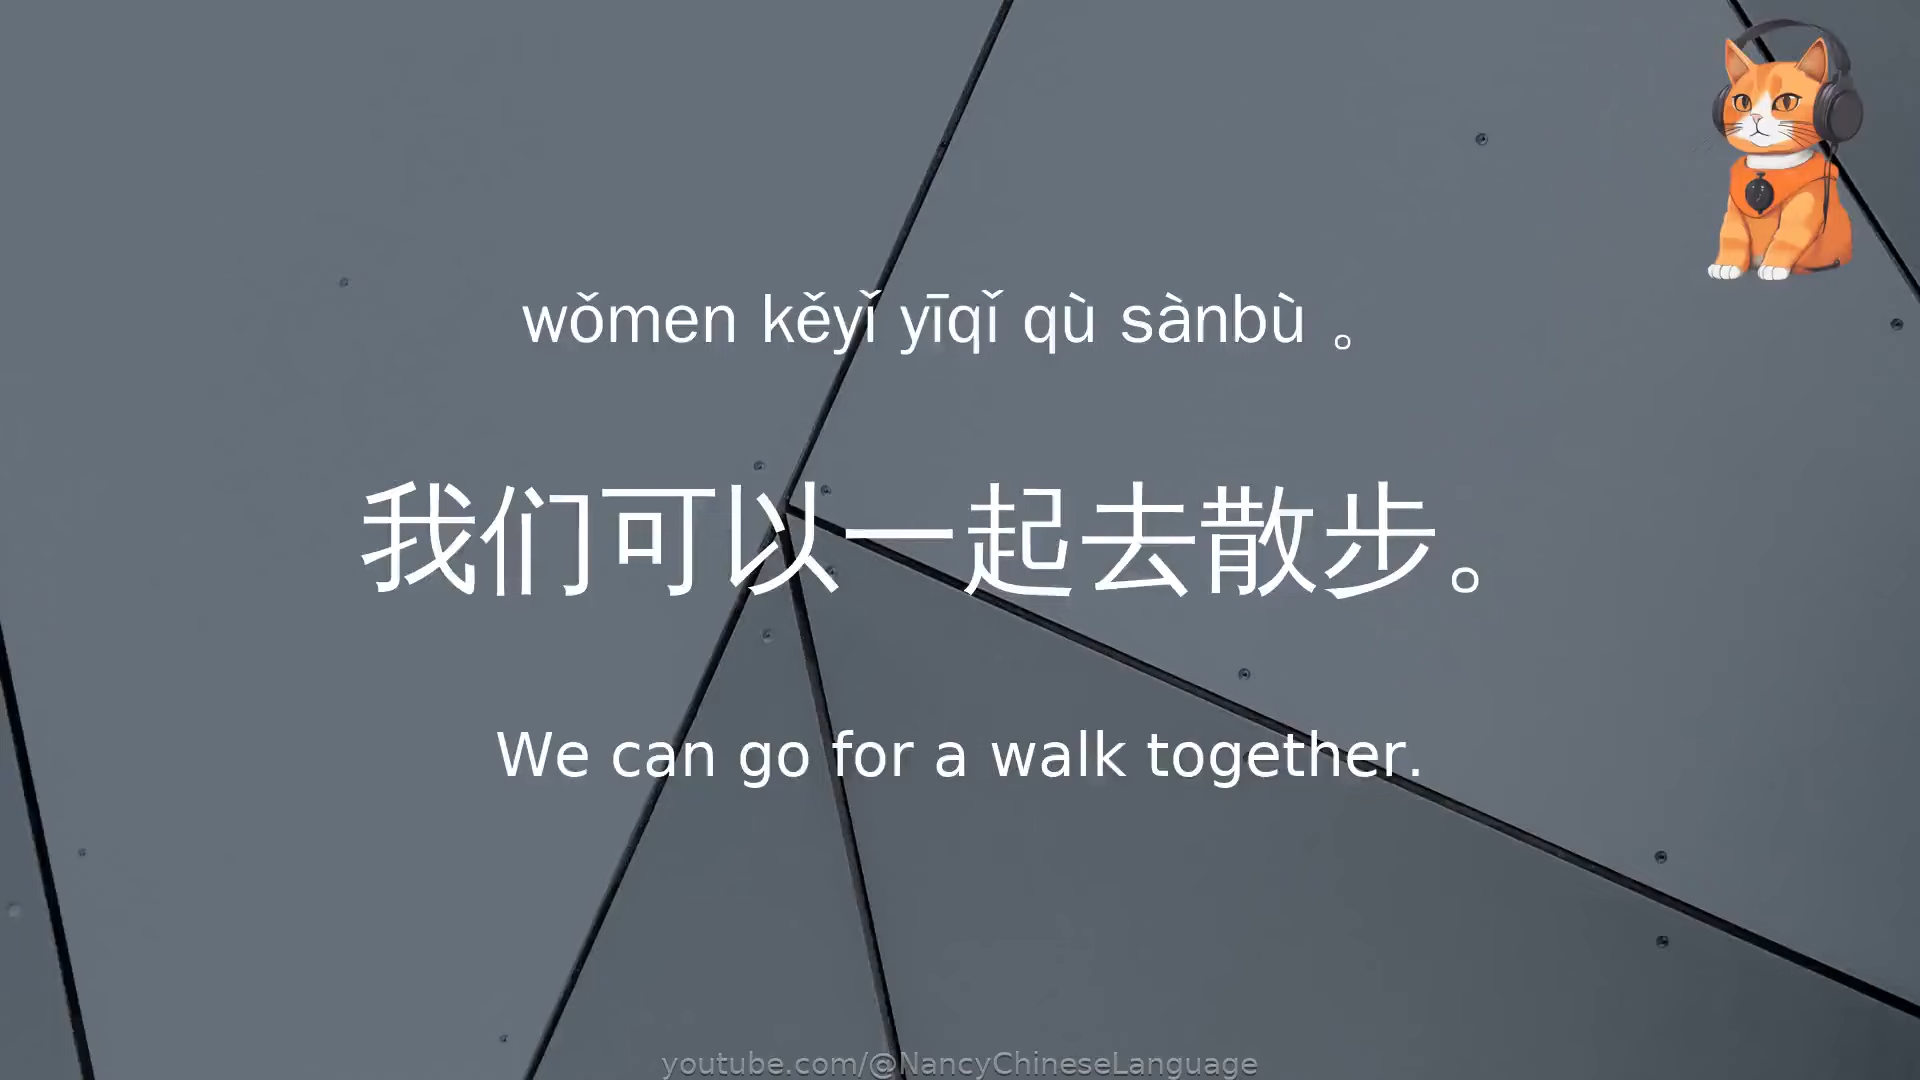 wǒmen kěyǐ yīqǐ qù sànbù 。
我们可以一起去散步。
We can go for a walk together.
youtube.com/@NancyChineseLanguage